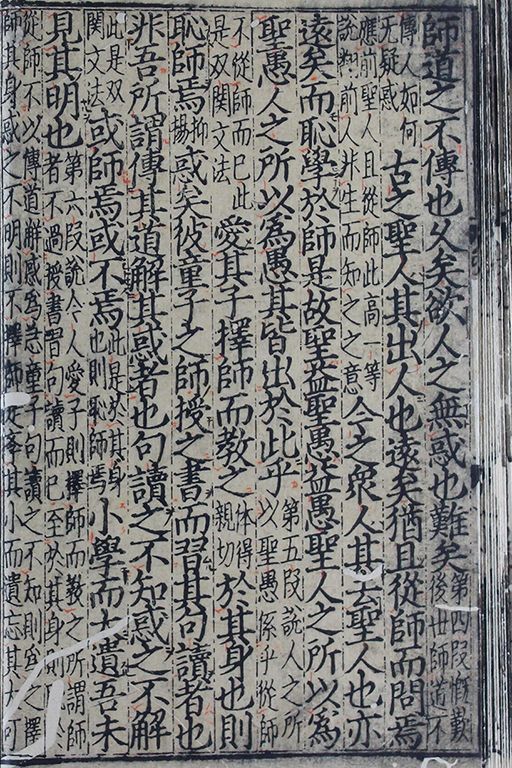 師道之不傳也久矣欲人之無惑也難矣第四段慨歎後世師道不
傳人如何无疑惑古之聖人其出人也遠矣猶且從師而問焉
應前聖人且從師此高一等說翔前人非生而知之之意今之衆人其去聖人也亦
遠矣而恥學於師是故聖益聖愚益愚聖人之所以為
聖愚人之所以為愚其皆出於此乎第五段說人之所以聖愚係乎從師
不從師而已此是双関文法愛其子擇師而教之体得親切於其身也則
恥師焉抑揚惑矣彼童子之師授之書而習其句讀者也
非吾所謂傳其道解其惑者也句讀之不知惑之不解
此是双関文法或師焉或不焉此是於其身也則恥師焉小學而大遺吾未
見其明也第六段說今人愛子則擇師而教之所謂師者不過授書習句讀而已至於其身則
從師不以傳道解惑為志童子句讀之不知則為之擇
師其身惑之不明則不擇師是務其小而遺忘其大可